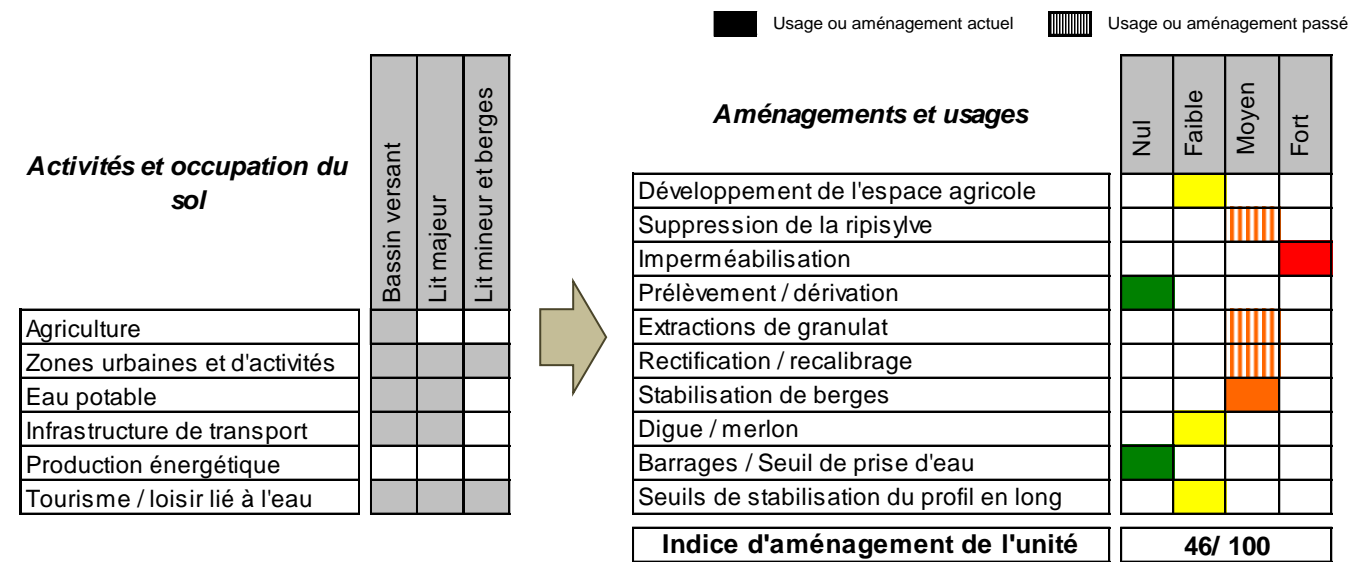 Usage ou aménagement actuel
Usage ou aménagement passé
Activités et occupation du
sol
Bassin versant
Lit majeur
Lit mineur et berges
Agriculture
Zones urbaines et d'activités
Eau potable
Infrastructure de transport
Production énergétique
Tourisme / loisir lié à l'eau
Aménagements et usages
Nul
Faible
Moyen
Fort
Développement de l'espace agricole
Suppression de la ripisylve
Imperméabilisation
Prélèvement / dérivation
Extractions de granulat
Rectification / recalibrage
Stabilisation de berges
Digue / merlon
Barrages / Seuil de prise d'eau
Seuils de stabilisation du profil en long
Indice d'aménagement de l'unité
46/ 100